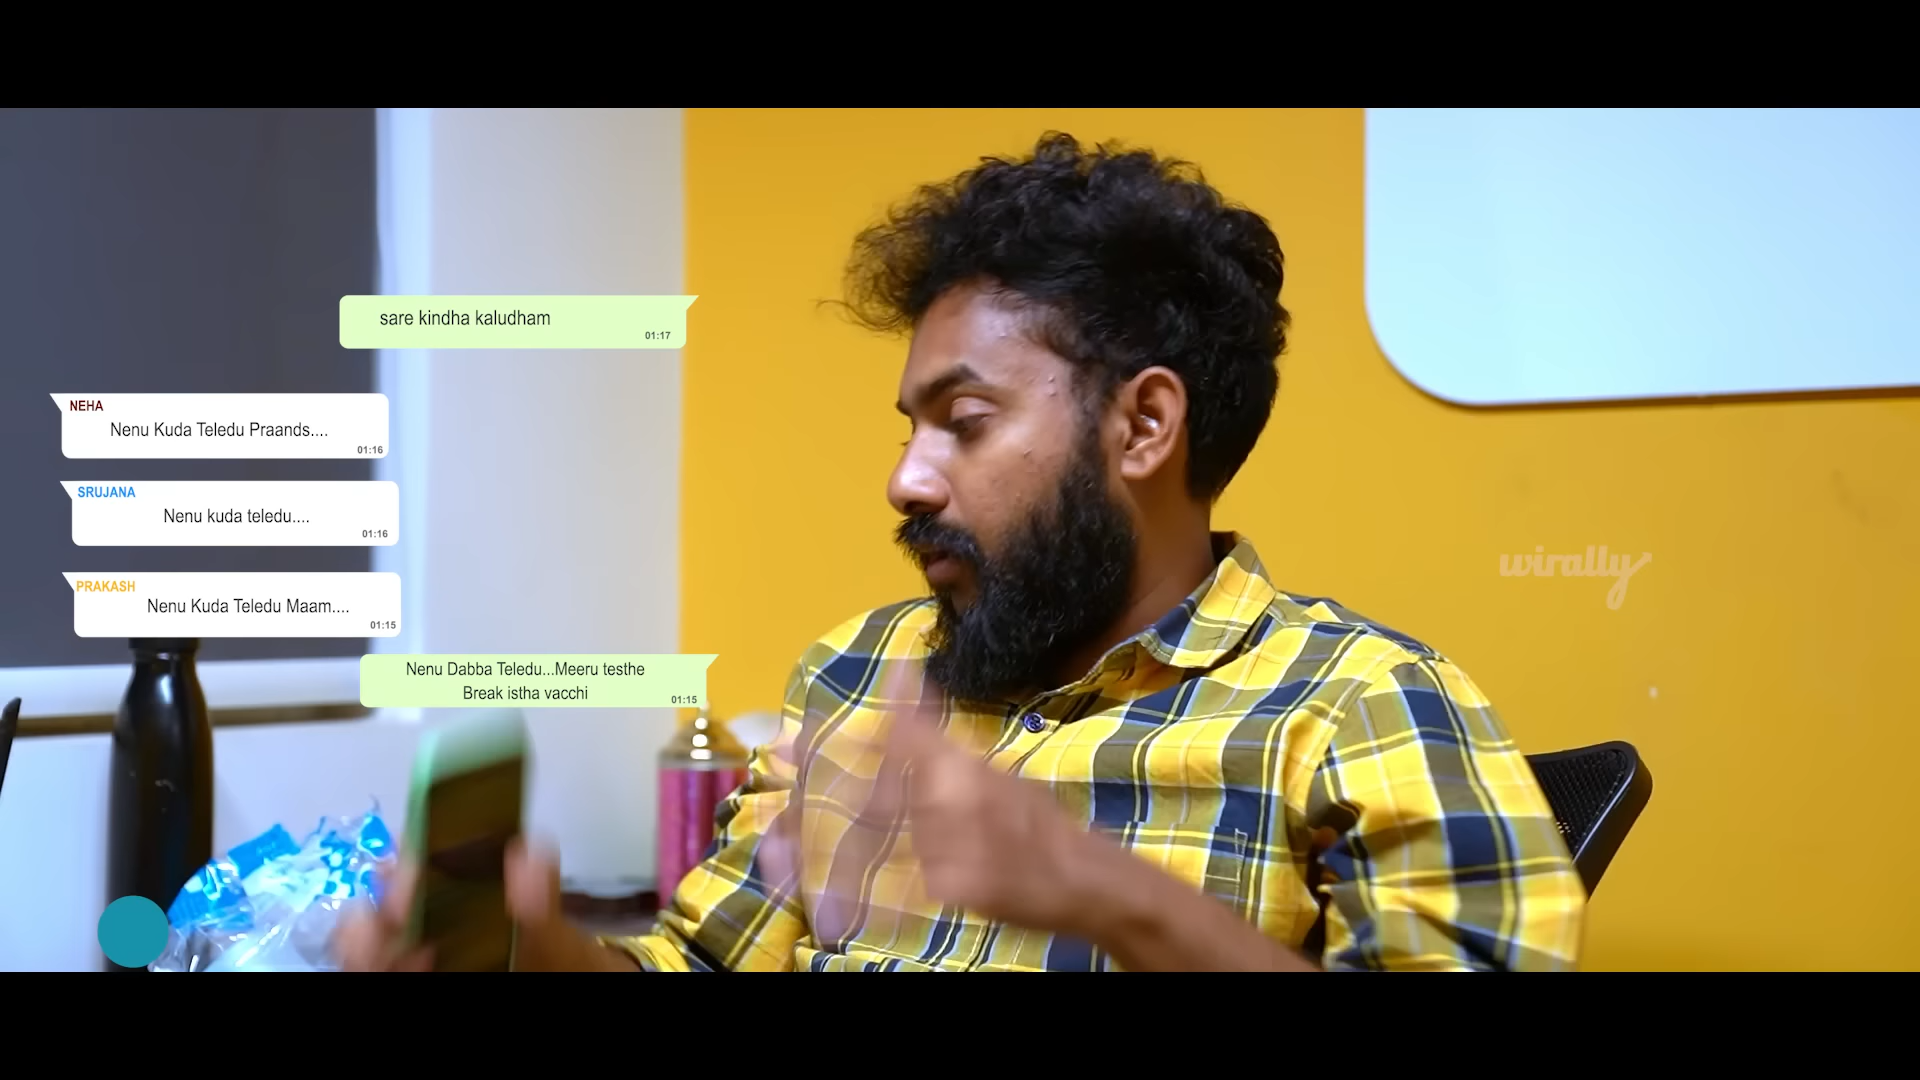 sare kindha kaludham
01:17
NEHA
Nenu Kuda Teledu Praands....
01:16
SRUJANA
Nenu kuda teledu....
01:16
PRAKASH
Nenu Kuda Teledu Maam....
01:15
Nenu Dabba Teledu...Meeru testhe
Break istha vacchi
01:15
wirally